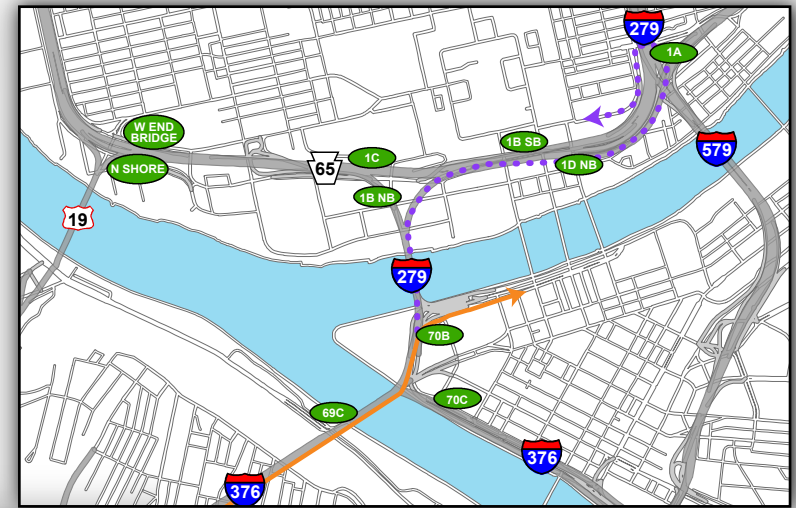 279
1A
W END
BRIDGE
1B SB
579
1C
1D NB
N SHORE
65
1B NB
19
279
70B
70C
69C
376
376